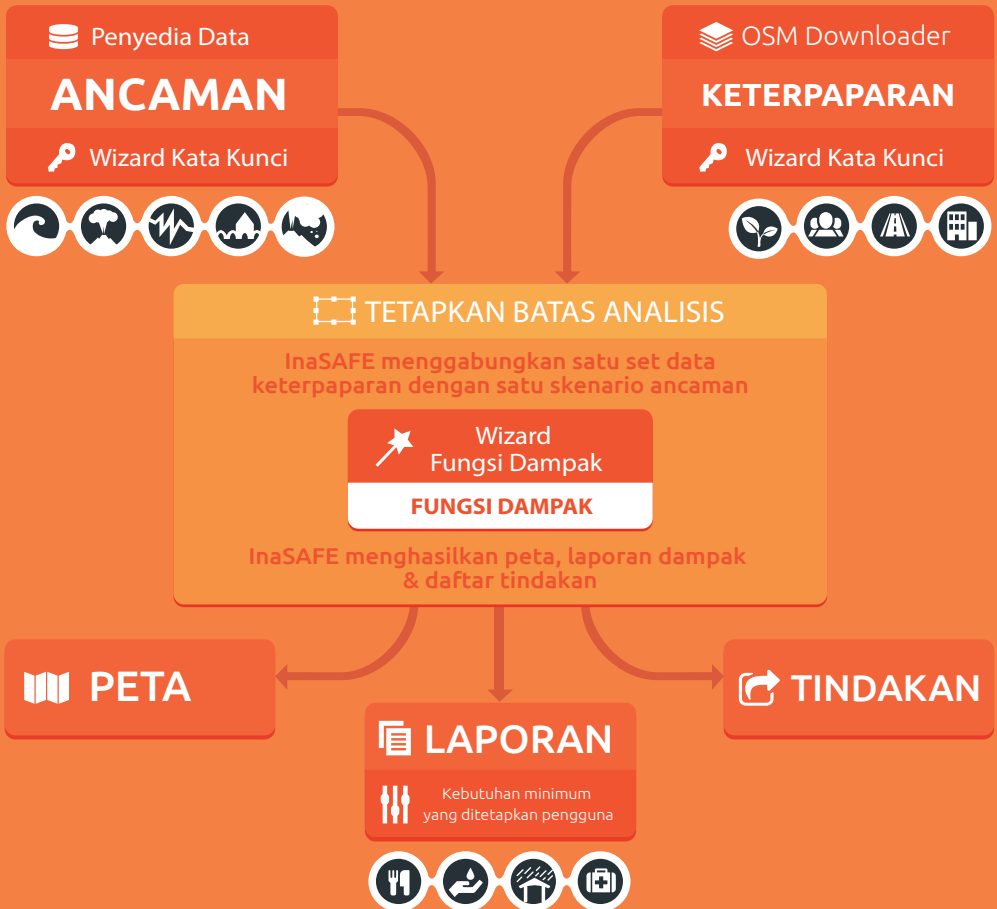 Penyedia Data
ANCAMAN
Wizard Kata Kunci
OSM Downloader
KETERPAPARAN
Wizard Kata Kunci
TETAPKAN BATAS ANALISIS
InaSAFE menggabungkan satu set data
keterpaparan dengan satu skenario ancaman
Wizard
Fungsi Dampak
FUNGSI DAMPAK
InaSAFE menghasilkan peta, laporan dampak
& daftar tindakan
PETA
LAPORAN
Kebutuhan minimum
yang ditetapkan pengguna
TINDAKAN